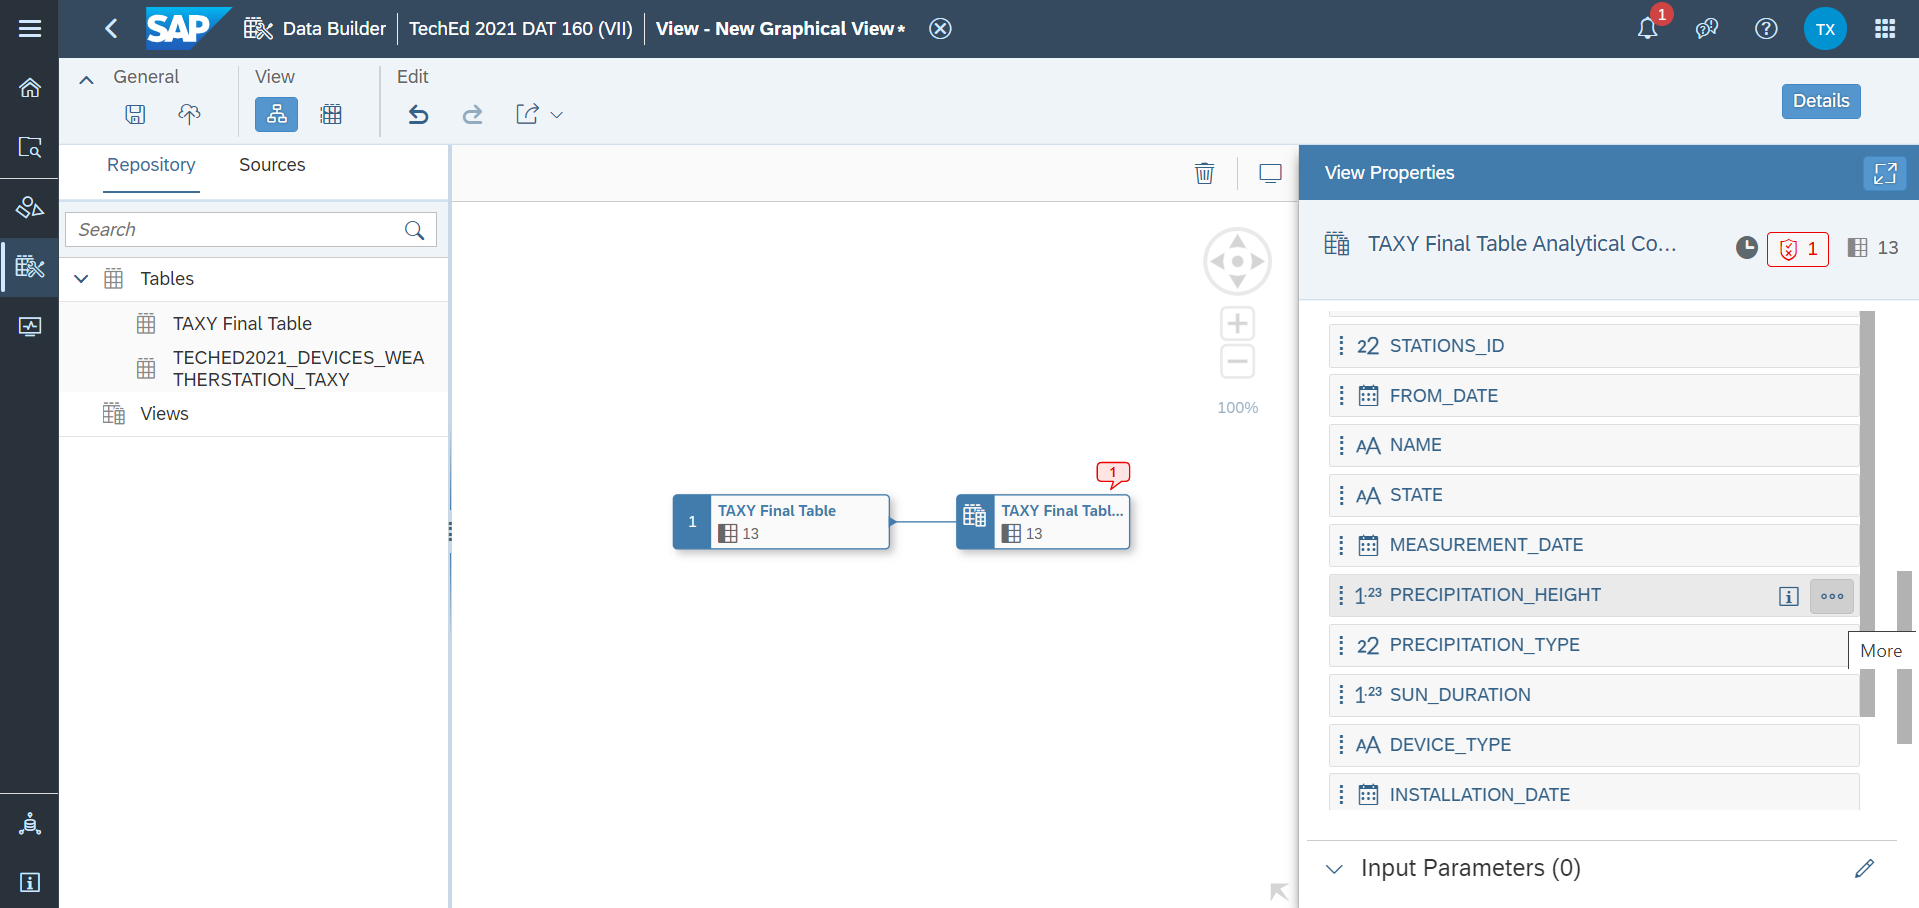 SAP
Data Builder
TechEd 2021 DAT 160 (VII)
View - New Graphical View*
1
TX
General
View
Edit
Details
Repository
Sources
Search
Tables
TAXY Final Table
TECHED2021_DEVICES_WEA
THERSTATION_TAXY
Views
100%
1
TAXY Final Table
13
1
TAXY Final Tabl...
13
View Properties
TAXY Final Table Analytical Co...
1
13
22 STATIONS_ID
FROM_DATE
AA NAME
AA STATE
MEASUREMENT_DATE
1.23 PRECIPITATION_HEIGHT
22 PRECIPITATION_TYPE
More
1.23 SUN_DURATION
AA DEVICE_TYPE
INSTALLATION_DATE
Input Parameters (0)